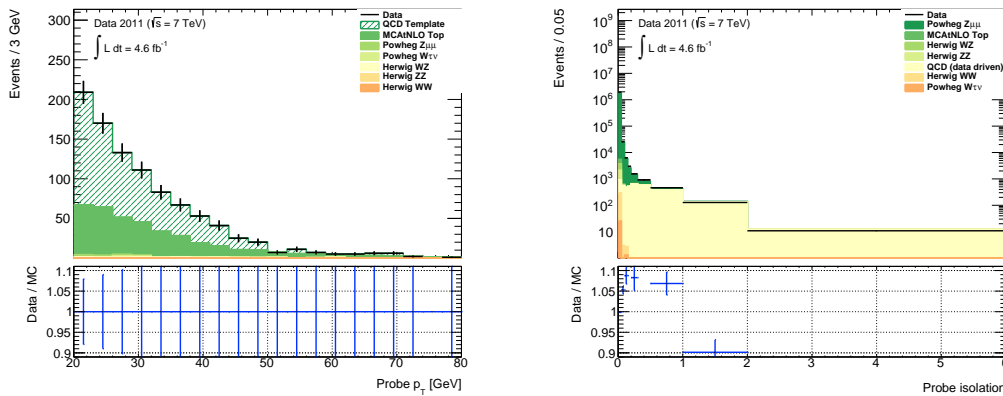 Events / 3 GeV
300
250
200
150
100
50
Data 2011 (√s = 7 TeV)
∫ L dt = 4.6 fb⁻¹
Data
QCD Template
MCAtNLO Top
Powheg Zμμ
Powheg Wτν
Herwig WZ
Herwig ZZ
Herwig WW
Data / MC
1.1
1.05
1
0.95
0.9
20 30 40 50 60 70 80
Probe p_T [GeV]
Events / 0.05
10⁹
10⁸
10⁷
10⁶
10⁵
10⁴
10³
10²
10
Data 2011 (√s = 7 TeV)
∫ L dt = 4.6 fb⁻¹
Data
Powheg Zμμ
MCAtNLO Top
Herwig WZ
Herwig ZZ
QCD (data driven)
Herwig WW
Powheg Wτν
Data / MC
1.1
1.05
1
0.95
0.9
0 1 2 3 4 5 6
Probe isolation